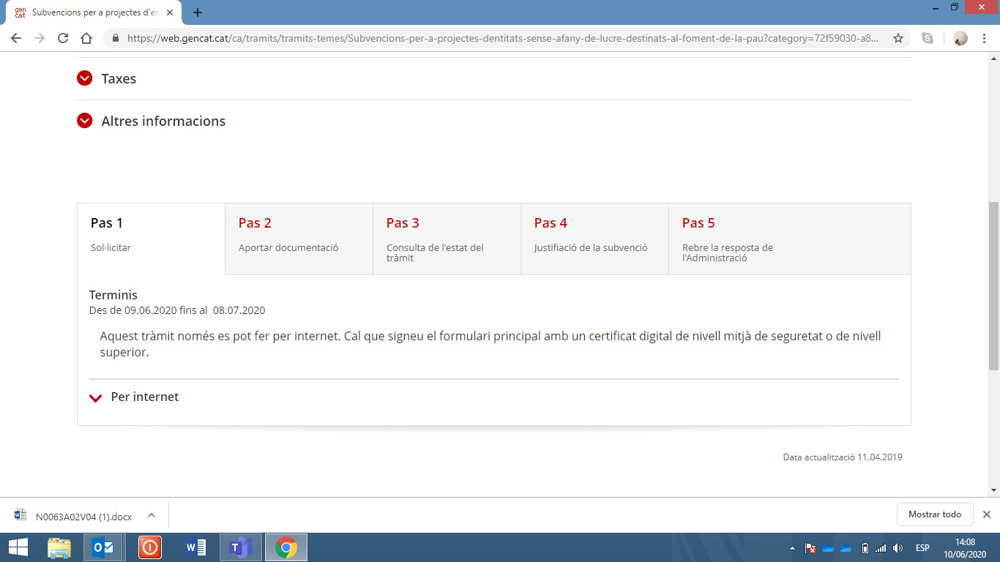 gen
cat
Subvencions per a projectes d'en
https://web.gencat.cat/ca/tramits/tramits-temes/Subvencions-per-a-projectes-dentitats-sense-afany-de-lucre-destinats-al-foment-de-la-pau?category=72f59030-a8...
Taxes
Altres informacions
Pas 1
Sol·licitar
Pas 2
Aportar documentació
Pas 3
Consulta de l'estat del
tràmit
Pas 4
Justifiació de la subvenció
Pas 5
Rebre la resposta de
l'Administració
Terminis
Des de 09.06.2020 fins al  08.07.2020
Aquest tràmit només es pot fer per internet. Cal que signeu el formulari principal amb un certificat digital de nivell mitjà de seguretat o de nivell
superior.
Per internet
Data actualització 11.04.2019
N0063A02V04 (1).docx
Mostrar todo
ESP
14:08
10/06/2020